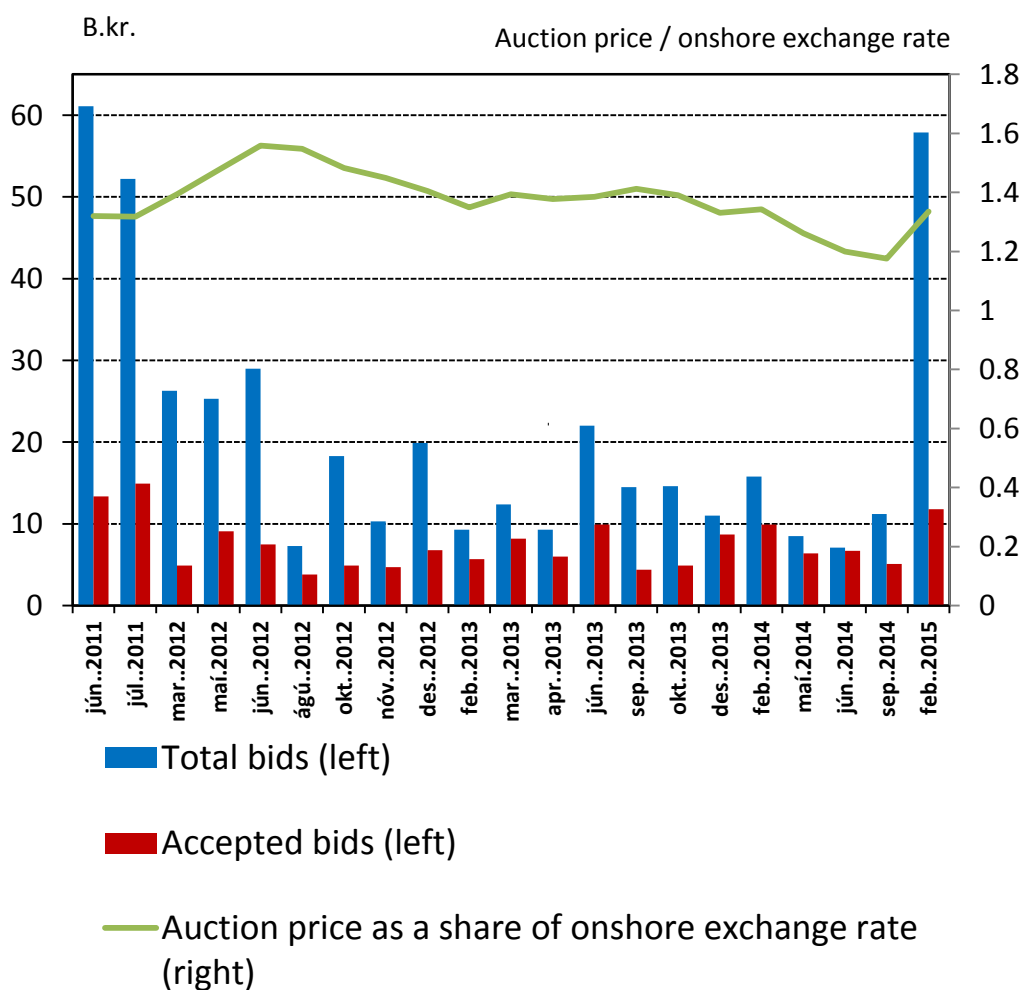 B.kr.
Auction price / onshore exchange rate
60
50
40
30
20
10
0
1.8
1.6
1.4
1.2
1
0.8
0.6
0.4
0.2
0
jún..2011
júl..2011
mar..2012
maí.2012
jún..2012
ágú..2012
okt..2012
nóv..2012
des..2012
feb..2013
mar..2013
apr..2013
jún..2013
sep..2013
okt..2013
des..2013
feb..2014
maí.2014
jún..2014
sep..2014
feb..2015
Total bids (left)
Accepted bids (left)
Auction price as a share of onshore exchange rate
(right)